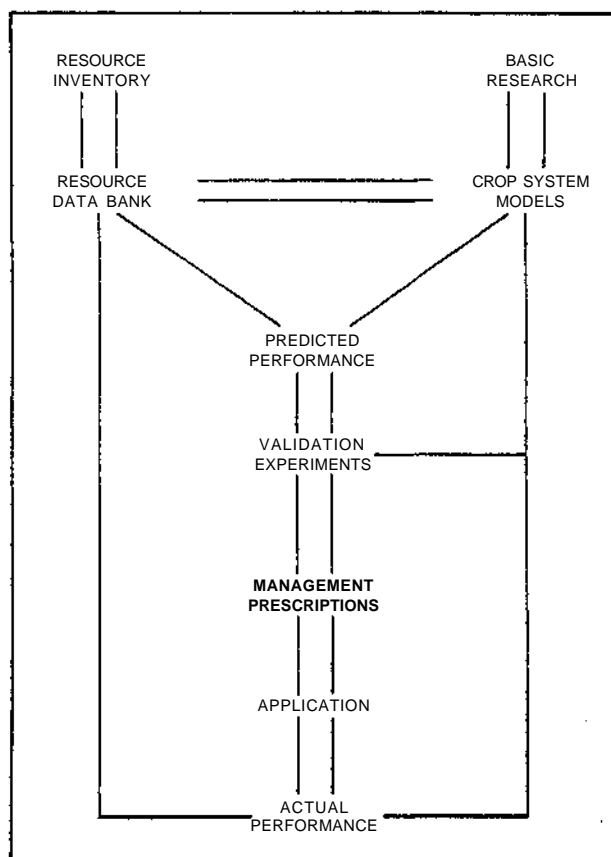 RESOURCE
INVENTORY
BASIC
RESEARCH
RESOURCE
DATA BANK
CROP SYSTEM
MODELS
PREDICTED
PERFORMANCE
VALIDATION
EXPERIMENTS
MANAGEMENT
PRESCRIPTIONS
APPLICATION
ACTUAL
PERFORMANCE